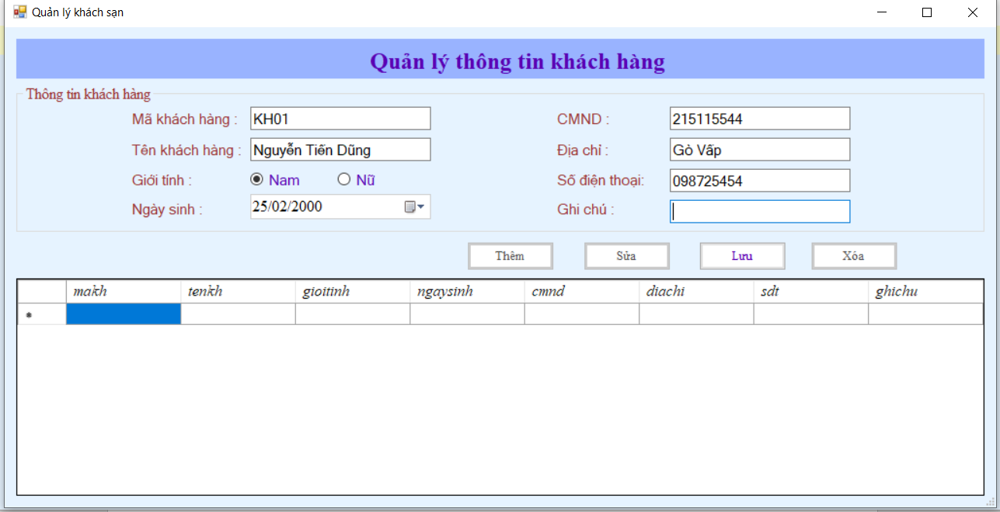 Quản lý khách sạn
Quản lý thông tin khách hàng
Thông tin khách hàng
Mã khách hàng : KH01 CMND : 215115544
Tên khách hàng : Nguyễn Tiến Dũng Địa chỉ : Gò Vấp
Giới tính : Nam Nữ Số điện thoại: 098725454
Ngày sinh : 25/02/2000 Ghi chú :
Thêm Sửa Lưu Xóa
makh tenkh gioitinh ngaysinh cmnd diachi sdt ghichu